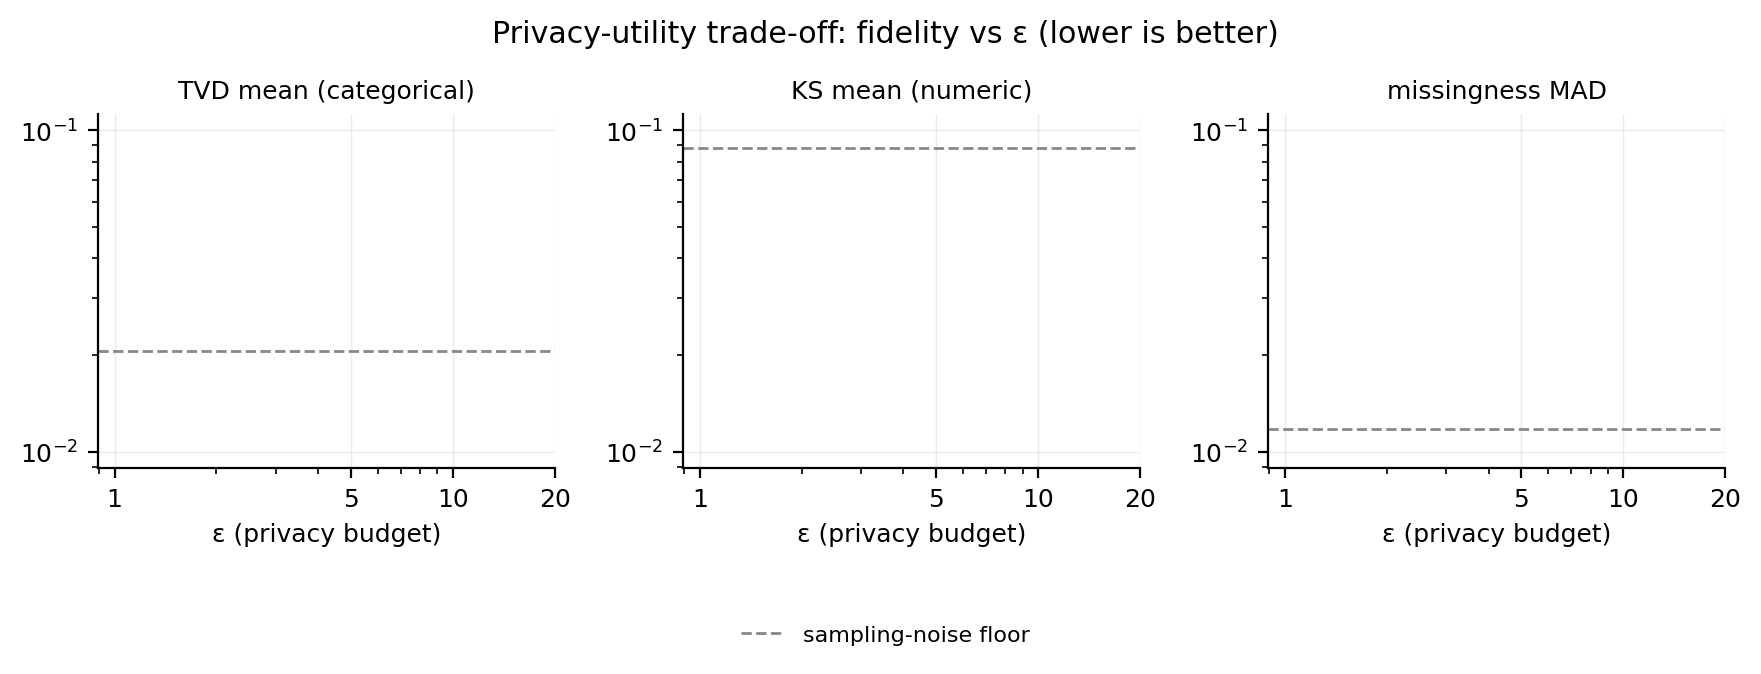 Privacy-utility trade-off: fidelity vs ε (lower is better)
TVD mean (categorical)
10⁻¹
10⁻²
1 5 10 20
ε (privacy budget)
KS mean (numeric)
10⁻¹
10⁻²
1 5 10 20
ε (privacy budget)
missingness MAD
10⁻¹
10⁻²
1 5 10 20
ε (privacy budget)
sampling-noise floor